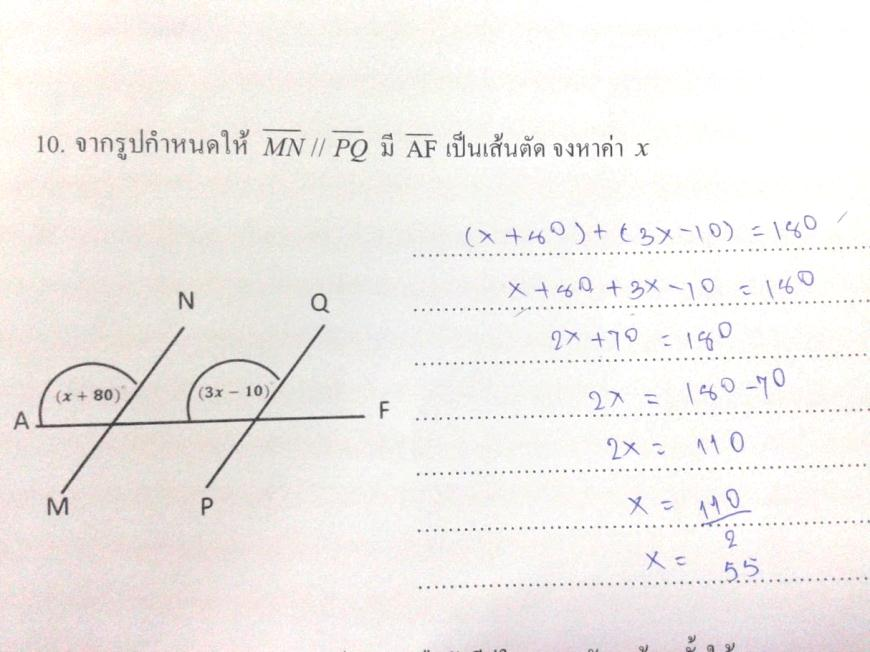 10. จากรูปกำหนดให้ MN // PQ มี AF เป็นเส้นตัด จงหาค่า x
(x + 80) + (3x - 10) = 180
x + 80 + 3x - 10 = 180
N Q
2x + 70 = 180
(x + 80)° (3x − 10)°
2x = 180 - 70
A F
2x = 110
M P
x = 110
2
x = 55